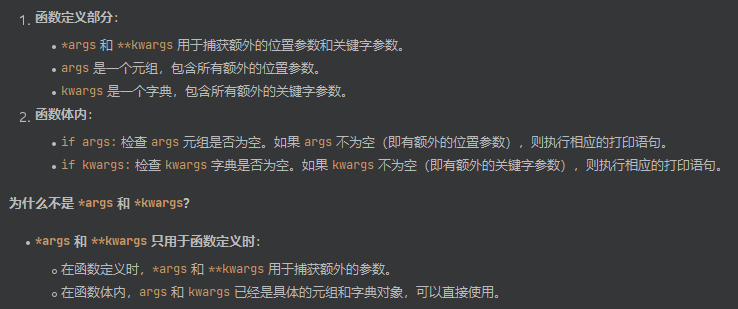 1. 函数定义部分：
• *args 和 **kwargs 用于捕获额外的位置参数和关键字参数。
• args 是一个元组，包含所有额外的位置参数。
• kwargs 是一个字典，包含所有额外的关键字参数。
2. 函数体内：
• if args: 检查 args 元组是否为空。如果 args 不为空（即有额外的位置参数），则执行相应的打印语句。
• if kwargs: 检查 kwargs 字典是否为空。如果 kwargs 不为空（即有额外的关键字参数），则执行相应的打印语句。
为什么不是 *args 和 *kwargs？
• *args 和 **kwargs 只用于函数定义时：
○ 在函数定义时，*args 和 **kwargs 用于捕获额外的参数。
○ 在函数体内，args 和 kwargs 已经是具体的元组和字典对象，可以直接使用。